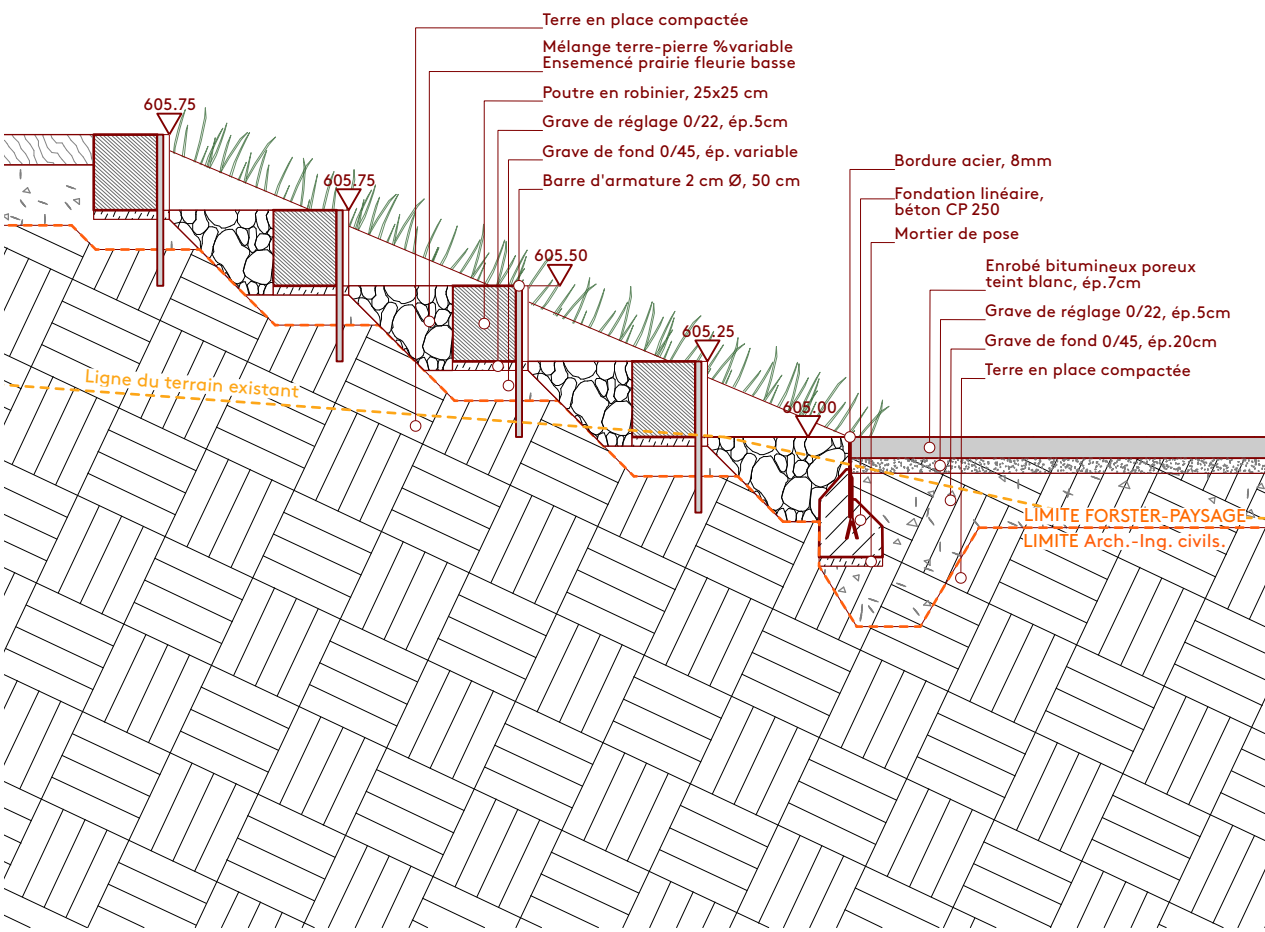 Terre en place compactée
Mélange terre-pierre %variable
Ensemencé prairie fleurie basse
Poutre en robinier, 25x25 cm
Grave de réglage 0/22, ép.5cm
Grave de fond 0/45, ép. variable
Barre d'armature 2 cm Ø, 50 cm
605.75
605.75
605.50
605.25
605.00
Bordure acier, 8mm
Fondation linéaire,
béton CP 250
Mortier de pose
Enrobé bitumineux poreux
teint blanc, ép.7cm
Grave de réglage 0/22, ép.5cm
Grave de fond 0/45, ép.20cm
Terre en place compactée
Ligne du terrain existant
LIMITE FORSTER-PAYSAGE
LIMITE Arch.-Ing. civils.